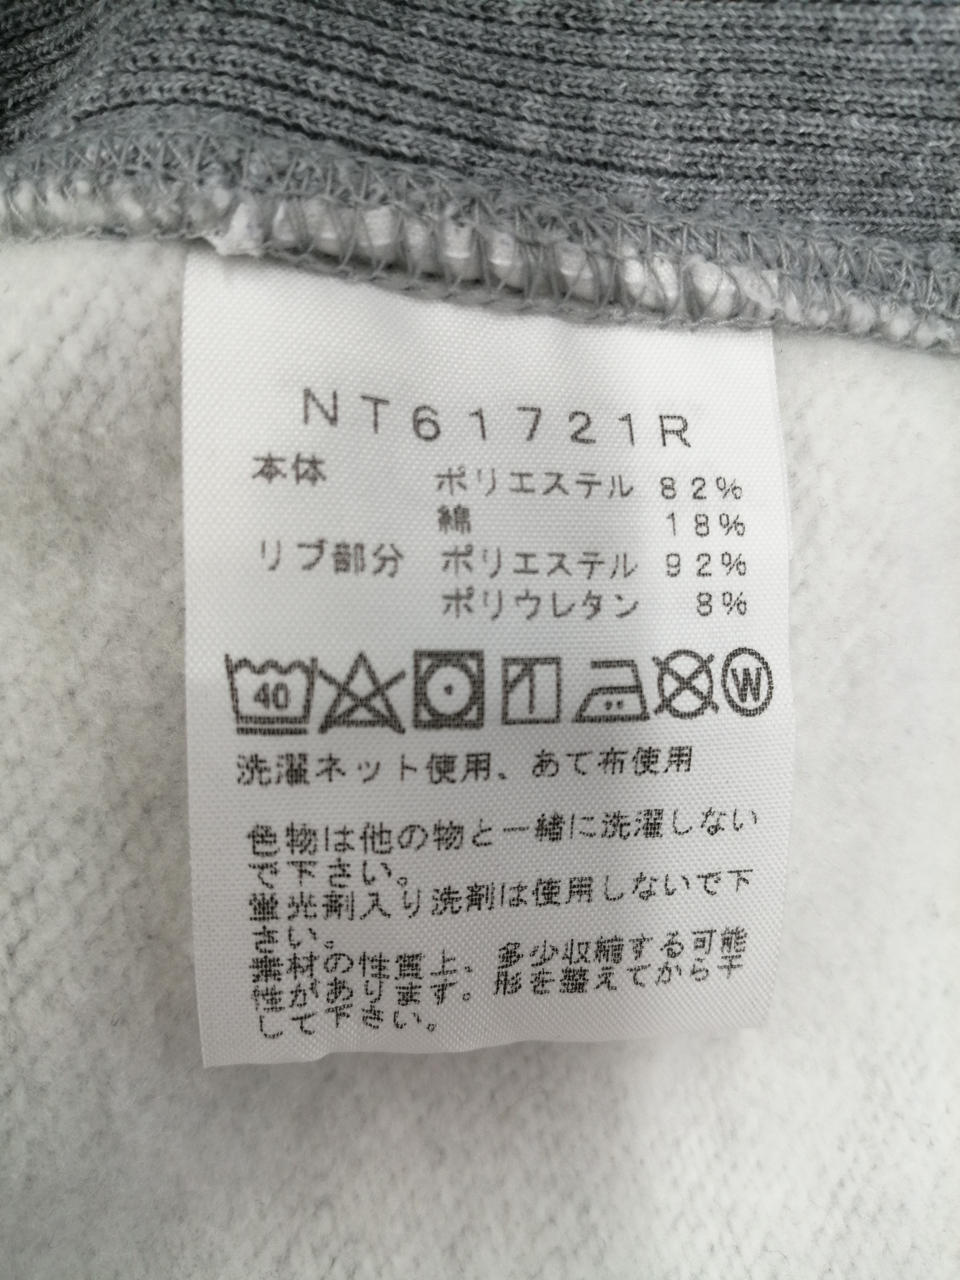 NT61721R
本体 ポリエステル 82%
綿 18%
リブ部分 ポリエステル 92%
ポリウレタン 8%
40 W
洗濯ネット使用、あて布使用
色物は他の物と一緒に洗濯しない
で下さい。
蛍光剤入り洗剤は使用しないで下
さい。
素材の性質上、多少収縮する可能
性があります。形を整えてから干
して下さい。